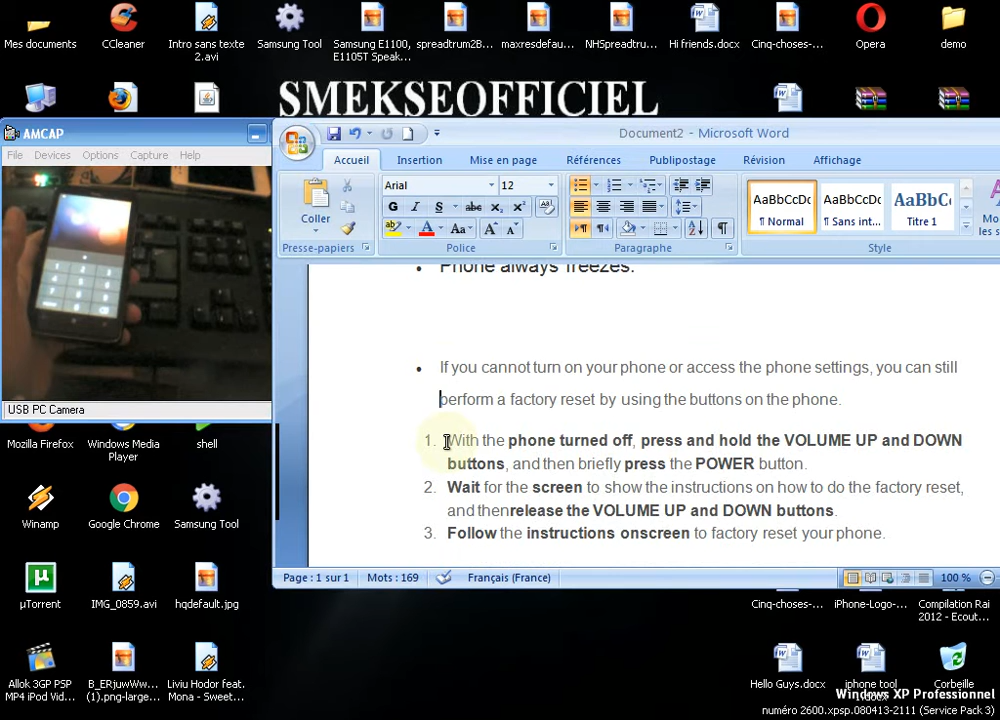 Mes documents
CCleaner
Intro sans texte
2.avi
Samsung Tool
Samsung E1100,
E1105T Speak...
spreadtrum2B...
maxresdefau...
NHSpreadtru...
Hi friends.docx
Cinq-choses-...
Opera
demo
SMEKSEOFFICIEL
AMCAP
File Devices Options Capture Help
USB PC Camera
Document2 - Microsoft Word
Accueil Insertion Mise en page Références Publipostage Révision Affichage
Coller
Presse-papiers
Arial 12
G I S abc X₂ X² 
Police
Paragraphe
AaBbCcDc
¶ Normal
AaBbCcDc
¶ Sans int...
AaBbC
Titre 1
Style
• Phone always freezes.
• If you cannot turn on your phone or access the phone settings, you can still
perform a factory reset by using the buttons on the phone.
1. With the phone turned off, press and hold the VOLUME UP and DOWN
buttons, and then briefly press the POWER button.
2. Wait for the screen to show the instructions on how to do the factory reset,
and thenrelease the VOLUME UP and DOWN buttons.
3. Follow the instructions onscreen to factory reset your phone.
Page : 1 sur 1 Mots : 169 Français (France) 100 %
Mozilla Firefox
Windows Media
Player
shell
Winamp
Google Chrome
Samsung Tool
µTorrent
IMG_0859.avi
hqdefault.jpg
Cinq-choses-...
iPhone-Logo-...
Compilation Rai
2012 - Ecout...
Allok 3GP PSP
MP4 iPod Vid...
B_ERjuwWw...
(1).png-large...
Liviu Hodor feat.
Mona - Sweet...
Hello Guys.docx
iphone tool
Corbeille
Windows XP Professionnel
numéro 2600.xpsp.080413-2111 (Service Pack 3)